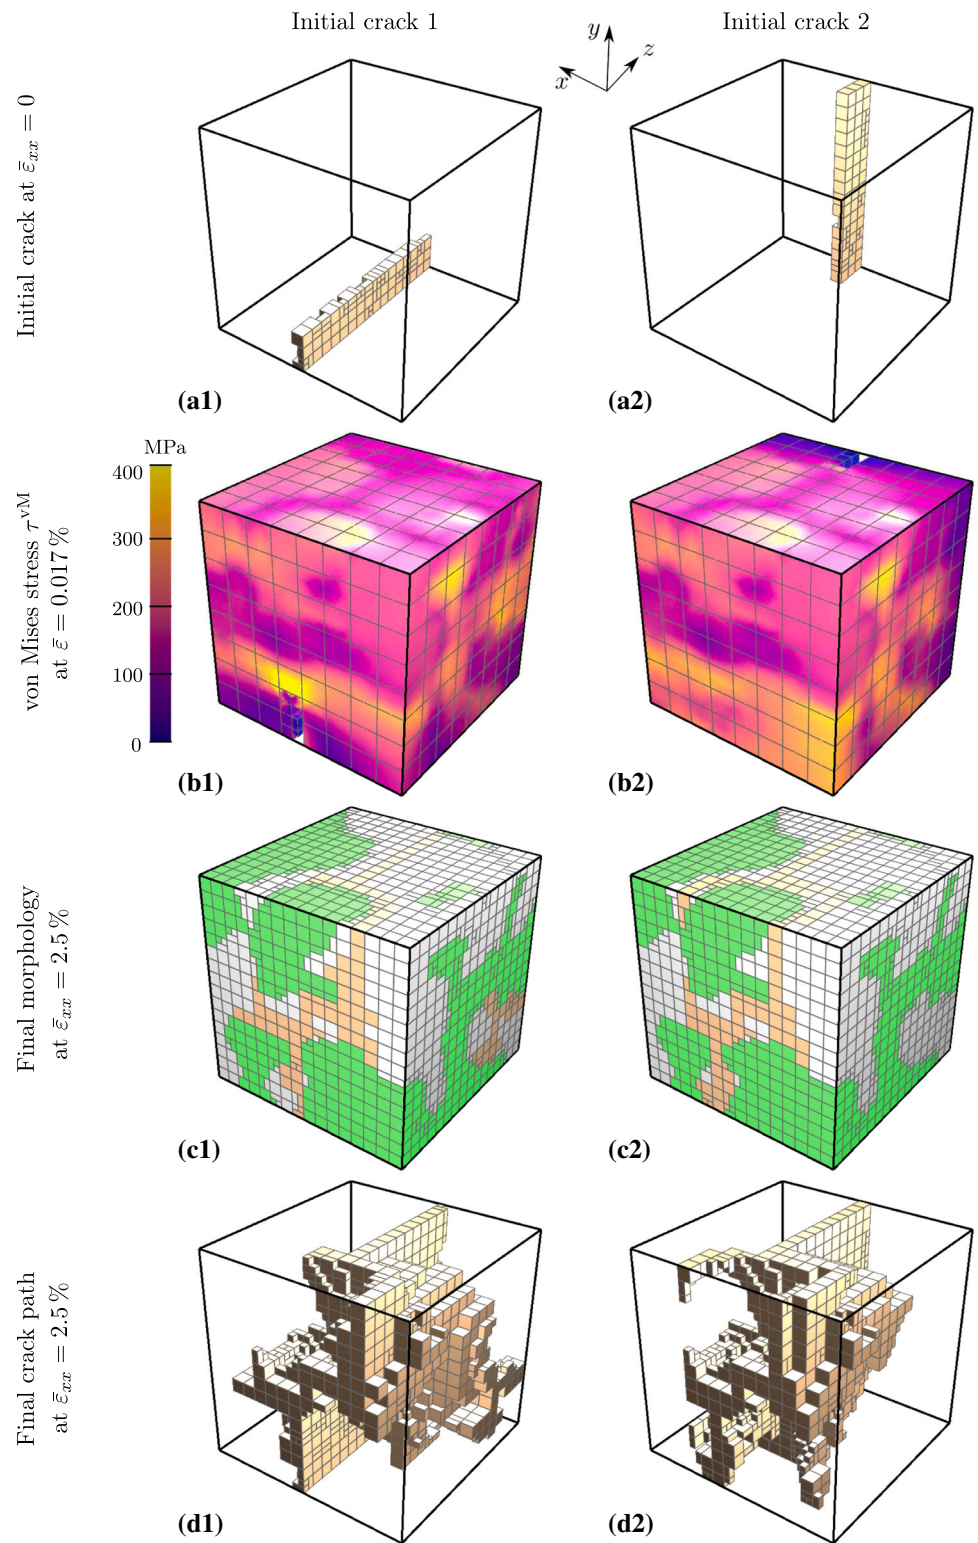 Initial crack 1
Initial crack 2
x
y
z
Initial crack at ε̄xx = 0
(a1)
(a2)
MPa
400
300
200
100
0
von Mises stress τ^vM
at ε̄ = 0.017 %
(b1)
(b2)
Final morphology
at ε̄xx = 2.5 %
(c1)
(c2)
Final crack path
at ε̄xx = 2.5 %
(d1)
(d2)